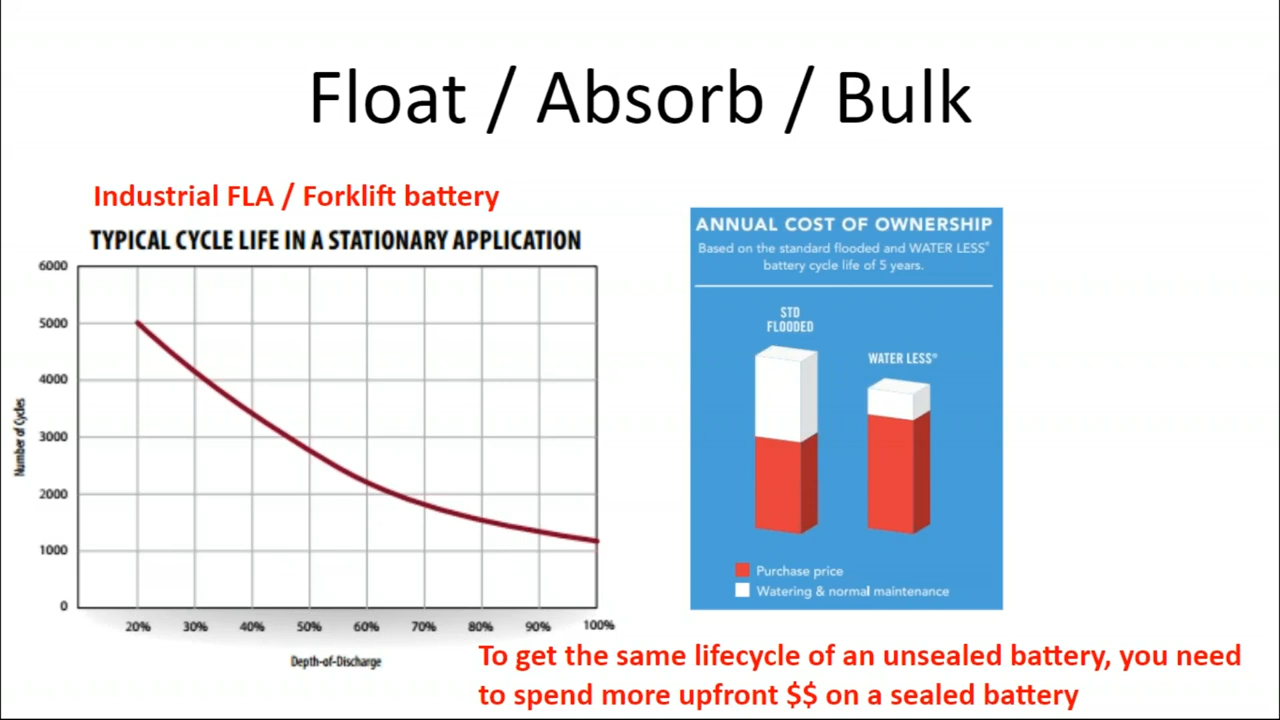 Float / Absorb / Bulk
Industrial FLA / Forklift battery
TYPICAL CYCLE LIFE IN A STATIONARY APPLICATION
6000
5000
4000
3000
2000
1000
0
Number of Cycles
20% 30% 40% 50% 60% 70% 80% 90% 100%
Depth-of-Discharge
ANNUAL COST OF OWNERSHIP
Based on the standard flooded and WATER LESS®
battery cycle life of 5 years.
STD
FLOODED
WATER LESS®
Purchase price
Watering & normal maintenance
To get the same lifecycle of an unsealed battery, you need
to spend more upfront $$ on a sealed battery